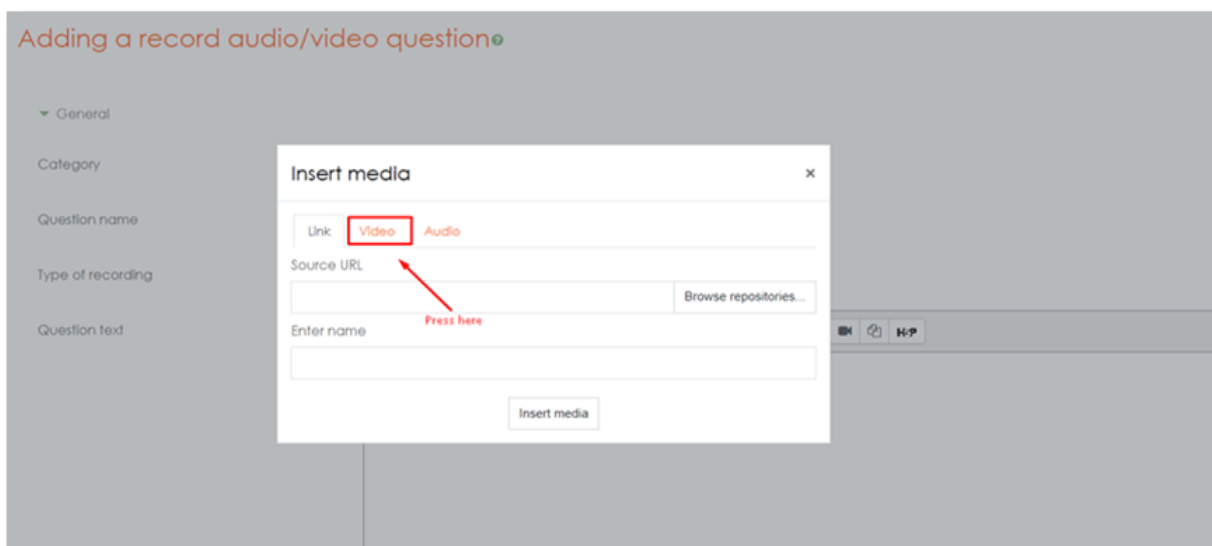 Adding a record audio/video question
General
Category
Insert media
×
Question name
Link Video Audio
Type of recording
Source URL
Browse repositories...
Press here
Question text
Enter name
H-P
Insert media